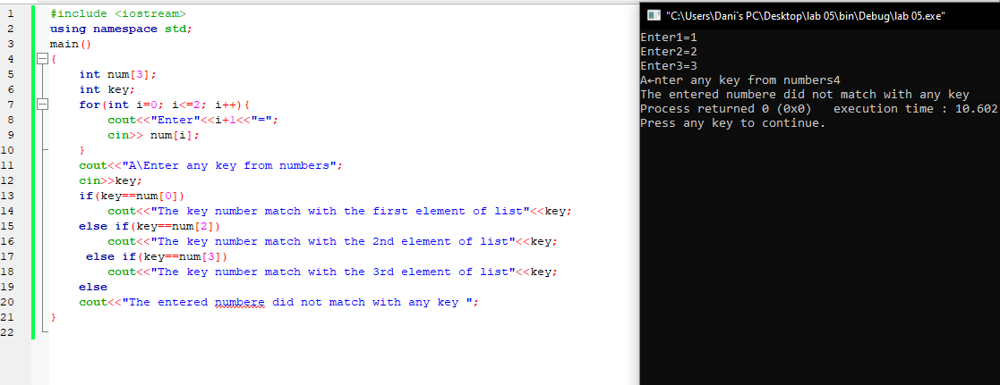 1 #include <iostream>
2 using namespace std;
3 main()
4 {
5 int num[3];
6 int key;
7 for(int i=0; i<=2; i++){
8 cout<<"Enter"<<i+1<<"=";
9 cin>> num[i];
10 }
11 cout<<"A\Enter any key from numbers";
12 cin>>key;
13 if(key==num[0])
14 cout<<"The key number match with the first element of list"<<key;
15 else if(key==num[2])
16 cout<<"The key number match with the 2nd element of list"<<key;
17 else if(key==num[3])
18 cout<<"The key number match with the 3rd element of list"<<key;
19 else
20 cout<<"The entered numbere did not match with any key ";
21 }
22
"C:\Users\Dani`s PC\Desktop\lab 05\bin\Debug\lab 05.exe"
Enter1=1
Enter2=2
Enter3=3
A←nter any key from numbers4
The entered numbere did not match with any key
Process returned 0 (0x0)   execution time : 10.602
Press any key to continue.